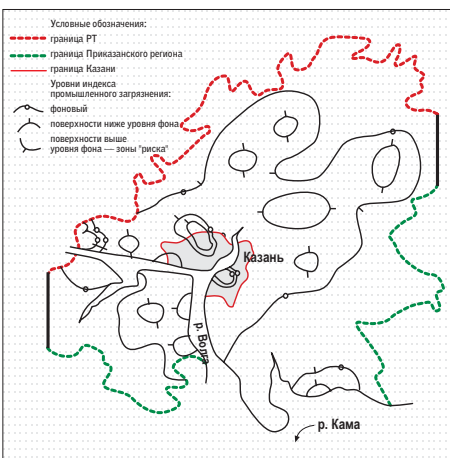 Условные обозначения:
граница РТ
граница Приказанского региона
граница Казани
Уровни индекса
промышленного загрязнения:
фоновый
поверхности ниже уровня фона
поверхности выше
уровня фона — зоны "риска"
Казань
р. Волга
р. Кама